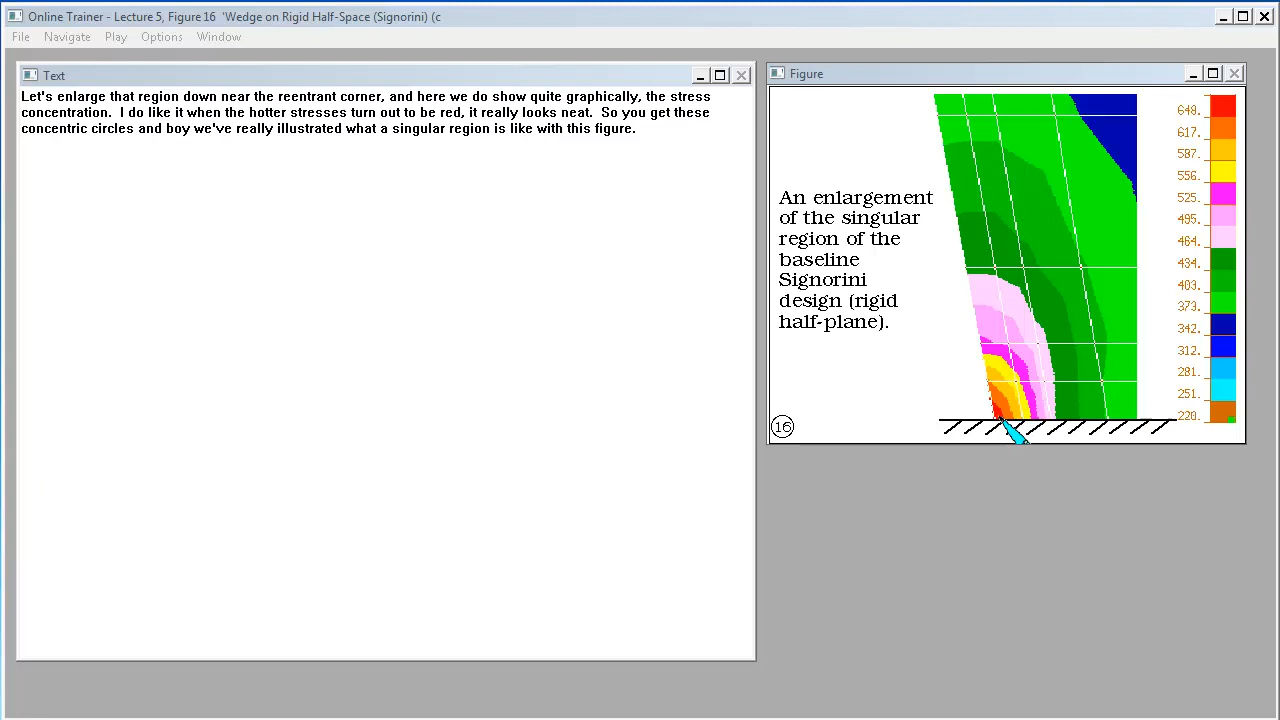 Online Trainer - Lecture 5, Figure 16 'Wedge on Rigid Half-Space (Signorini) (c
File Navigate Play Options Window
Text
Let's enlarge that region down near the reentrant corner, and here we do show quite graphically, the stress
concentration. I do like it when the hotter stresses turn out to be red, it really looks neat. So you get these
concentric circles and boy we've really illustrated what a singular region is like with this figure.
Figure
An enlargement
of the singular
region of the
baseline
Signorini
design (rigid
half-plane).
16
648.
617.
587.
556.
525.
495.
464.
434.
403.
373.
342.
312.
281.
251.
220.